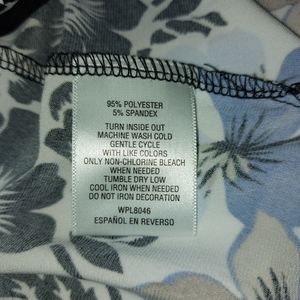 95% POLYESTER
5% SPANDEX
TURN INSIDE OUT
MACHINE WASH COLD
GENTLE CYCLE
WITH LIKE COLORS
ONLY NON-CHLORINE BLEACH
WHEN NEEDED
TUMBLE DRY LOW
COOL IRON WHEN NEEDED
DO NOT IRON DECORATION
WPL8046
ESPAÑOL EN REVERSO